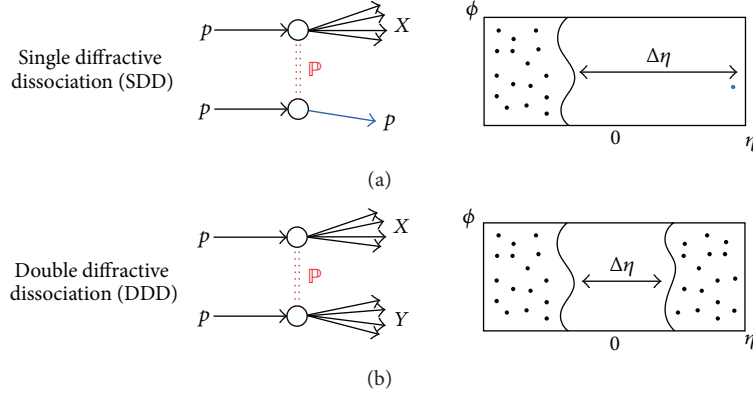 Single diffractive
dissociation (SDD)
p
X
ℙ
p
p
ϕ
Δη
0
η
(a)
Double diffractive
dissociation (DDD)
p
X
ℙ
p
Y
ϕ
Δη
0
η
(b)